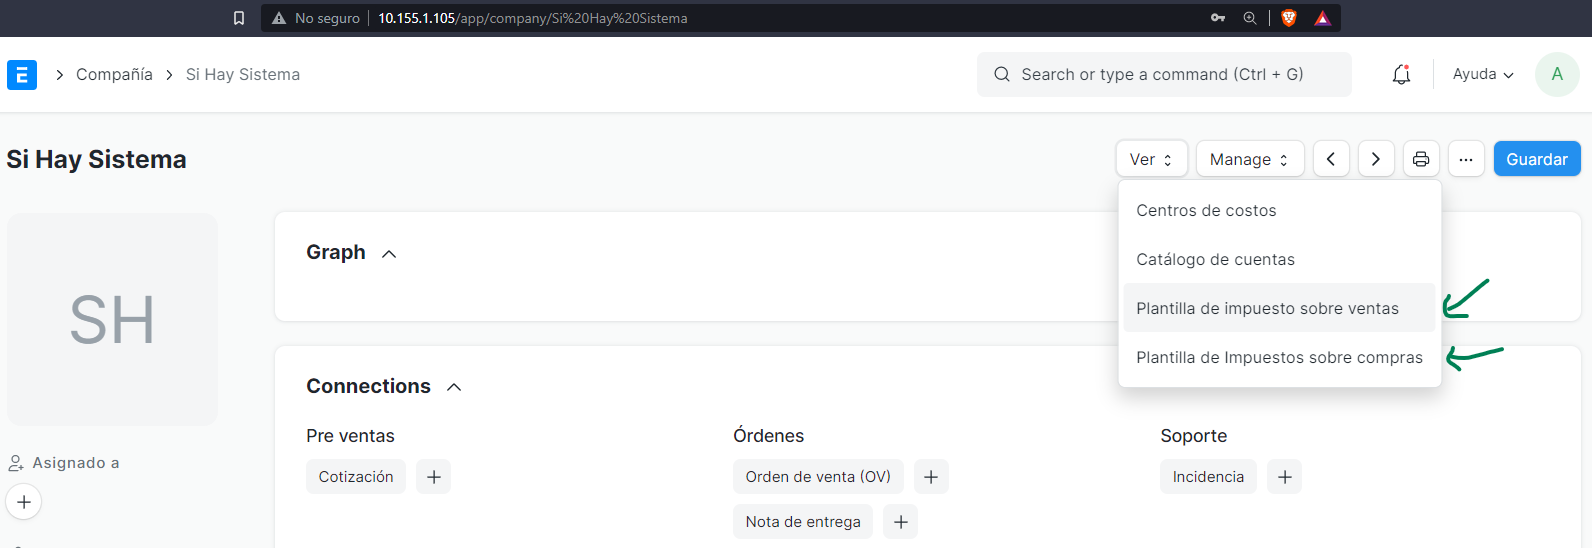 No seguro 10.155.1.105/app/company/Si%20Hay%20Sistema
E Compañía Si Hay Sistema Search or type a command (Ctrl + G) Ayuda A
Si Hay Sistema Ver Manage ... Guardar
Centros de costos
Graph
Catálogo de cuentas
SH
Plantilla de impuesto sobre ventas
Plantilla de Impuestos sobre compras
Connections
Pre ventas Órdenes Soporte
Asignado a
Cotización + Orden de venta (OV) + Incidencia +
+
Nota de entrega +